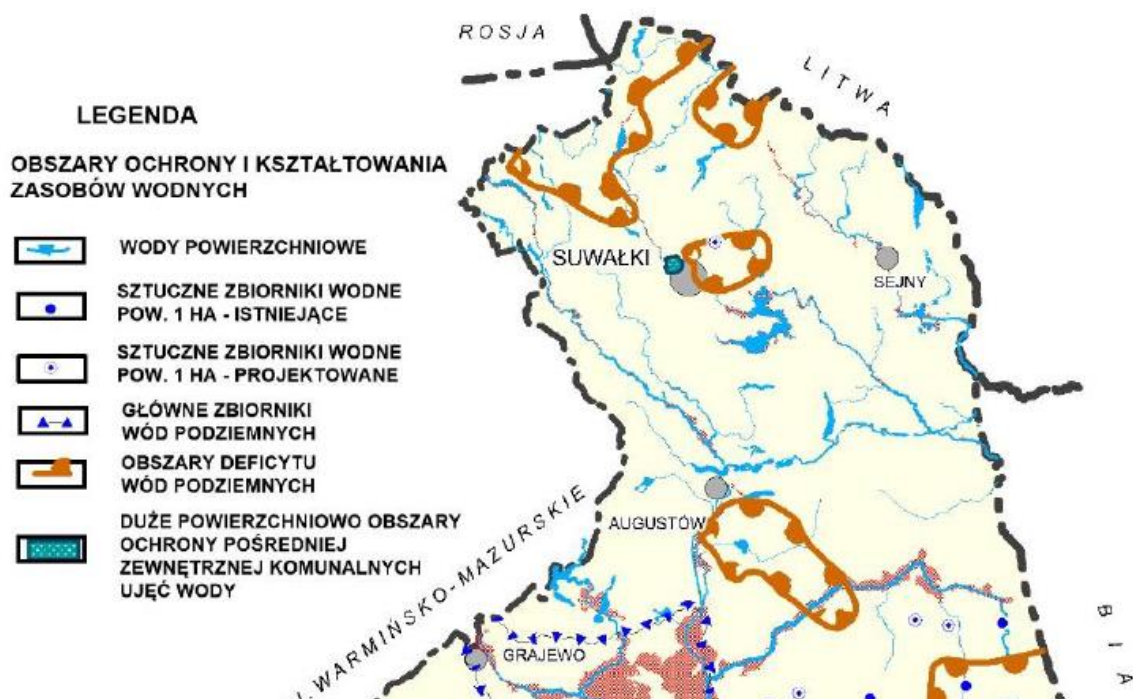 ROSJA
LITWA
LEGENDA
OBSZARY OCHRONY I KSZTAŁTOWANIA
ZASOBÓW WODNYCH
WODY POWIERZCHNIOWE
SZTUCZNE ZBIORNIKI WODNE
POW. 1 HA - ISTNIEJĄCE
SZTUCZNE ZBIORNIKI WODNE
POW. 1 HA - PROJEKTOWANE
GŁÓWNE ZBIORNIKI
WÓD PODZIEMNYCH
OBSZARY DEFICYTU
WÓD PODZIEMNYCH
DUŻE POWIERZCHNIOWO OBSZARY
OCHRONY POŚREDNIEJ
ZEWNĘTRZNEJ KOMUNALNYCH
UJĘĆ WODY
SUWAŁKI
SEJNY
AUGUSTÓW
GRAJEWO
J.WARMIŃSKO-MAZURSKIE
BIA